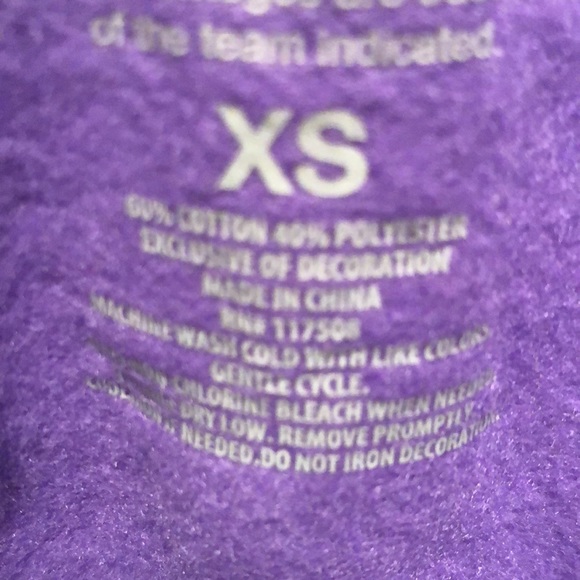 of the team indicated.
XS
60% COTTON 40% POLYESTER
EXCLUSIVE OF DECORATION
MADE IN CHINA
RN# 117508
MACHINE WASH COLD WITH LIKE COLORS
GENTLE CYCLE.
CHLORINE BLEACH WHEN NEEDED
DRY LOW. REMOVE PROMPTLY.
NEEDED.DO NOT IRON DECORATION